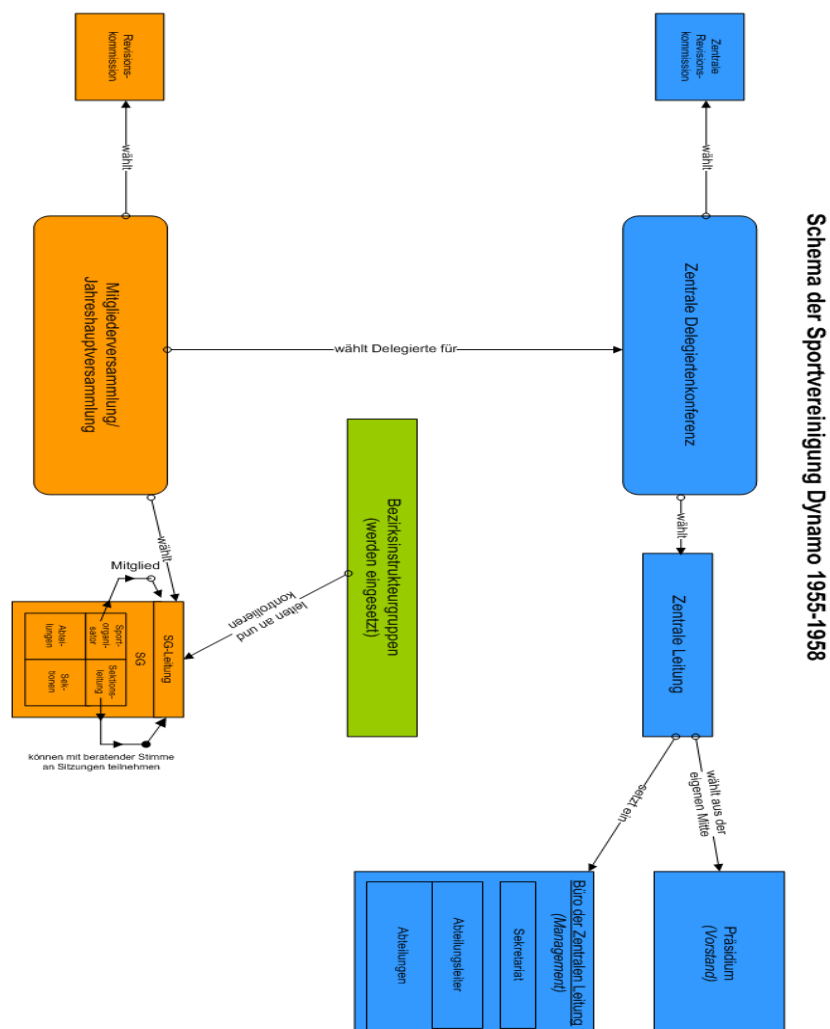 Schema der Sportvereinigung Dynamo 1955-1958
Zentrale
Revisions-
kommission
wählt
Zentrale Delegiertenkonferenz
wählt
Zentrale Leitung
wählt aus der
eigenen Mitte
Präsidium
(Vorstand)
setzt ein
Büro der Zentralen Leitung
(Management)
Sekretariat
Abteilungsleiter
Abteilungen
wählt Delegierte für
Bezirksinstrukteurgruppen
(werden eingesetzt)
leiten an und
kontrollieren
Revisions-
kommission
wählt
Mitgliederversammlung/
Jahreshauptversammlung
wählt
Mitglied
SG-Leitung
SG
Sport-
organi-
sator
Sektions-
leitung
Abtei-
lungen
Sek-
tionen
können mit beratender Stimme
an Sitzungen teilnehmen